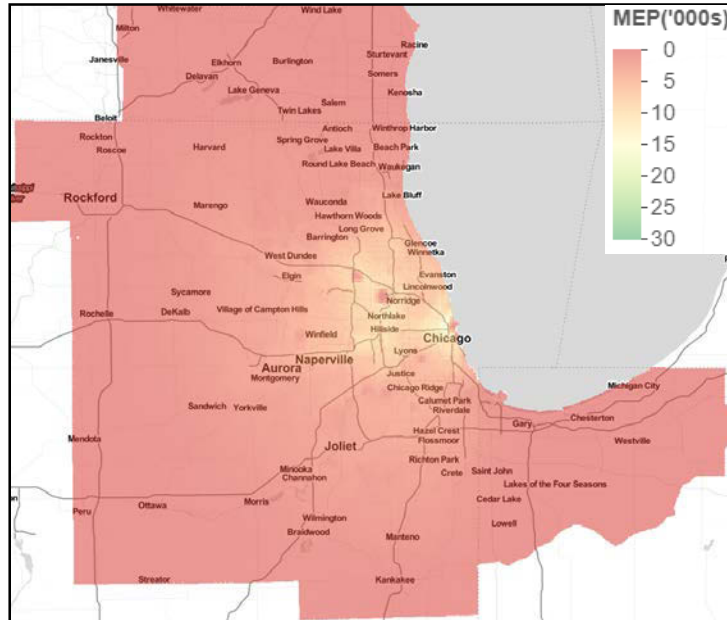 MEP('000s)
0
5
10
15
20
25
30
Whitewater
Wind Lake
Milton
Racine
Janesville
Elkhorn
Burlington
Sturtevant
Delavan
Somers
Lake Geneva
Kenosha
Salem
Twin Lakes
Beloit
Antioch
Winthrop Harbor
Rockton
Spring Grove
Roscoe
Harvard
Lake Villa
Beach Park
Round Lake Beach
Waukegan
Rockford
Lake Bluff
Marengo
Wauconda
Hawthorn Woods
Long Grove
Barrington
Glencoe
Winnetka
West Dundee
Elgin
Evanston
Lincolnwood
Sycamore
Norridge
Rochelle
DeKalb
Village of Campton Hills
Northlake
Hillside
Winfield
Chicago
Lyons
Naperville
Aurora
Montgomery
Justice
Chicago Ridge
Michigan City
Calumet Park
Sandwich
Yorkville
Riverdale
Chesterton
Gary
Mendota
Hazel Crest
Flossmoor
Westville
Joliet
Richton Park
Minooka
Crete
Saint John
Channahon
Lakes of the Four Seasons
Ottawa
Morris
Cedar Lake
Peru
Wilmington
Lowell
Braidwood
Manteno
Streator
Kankakee